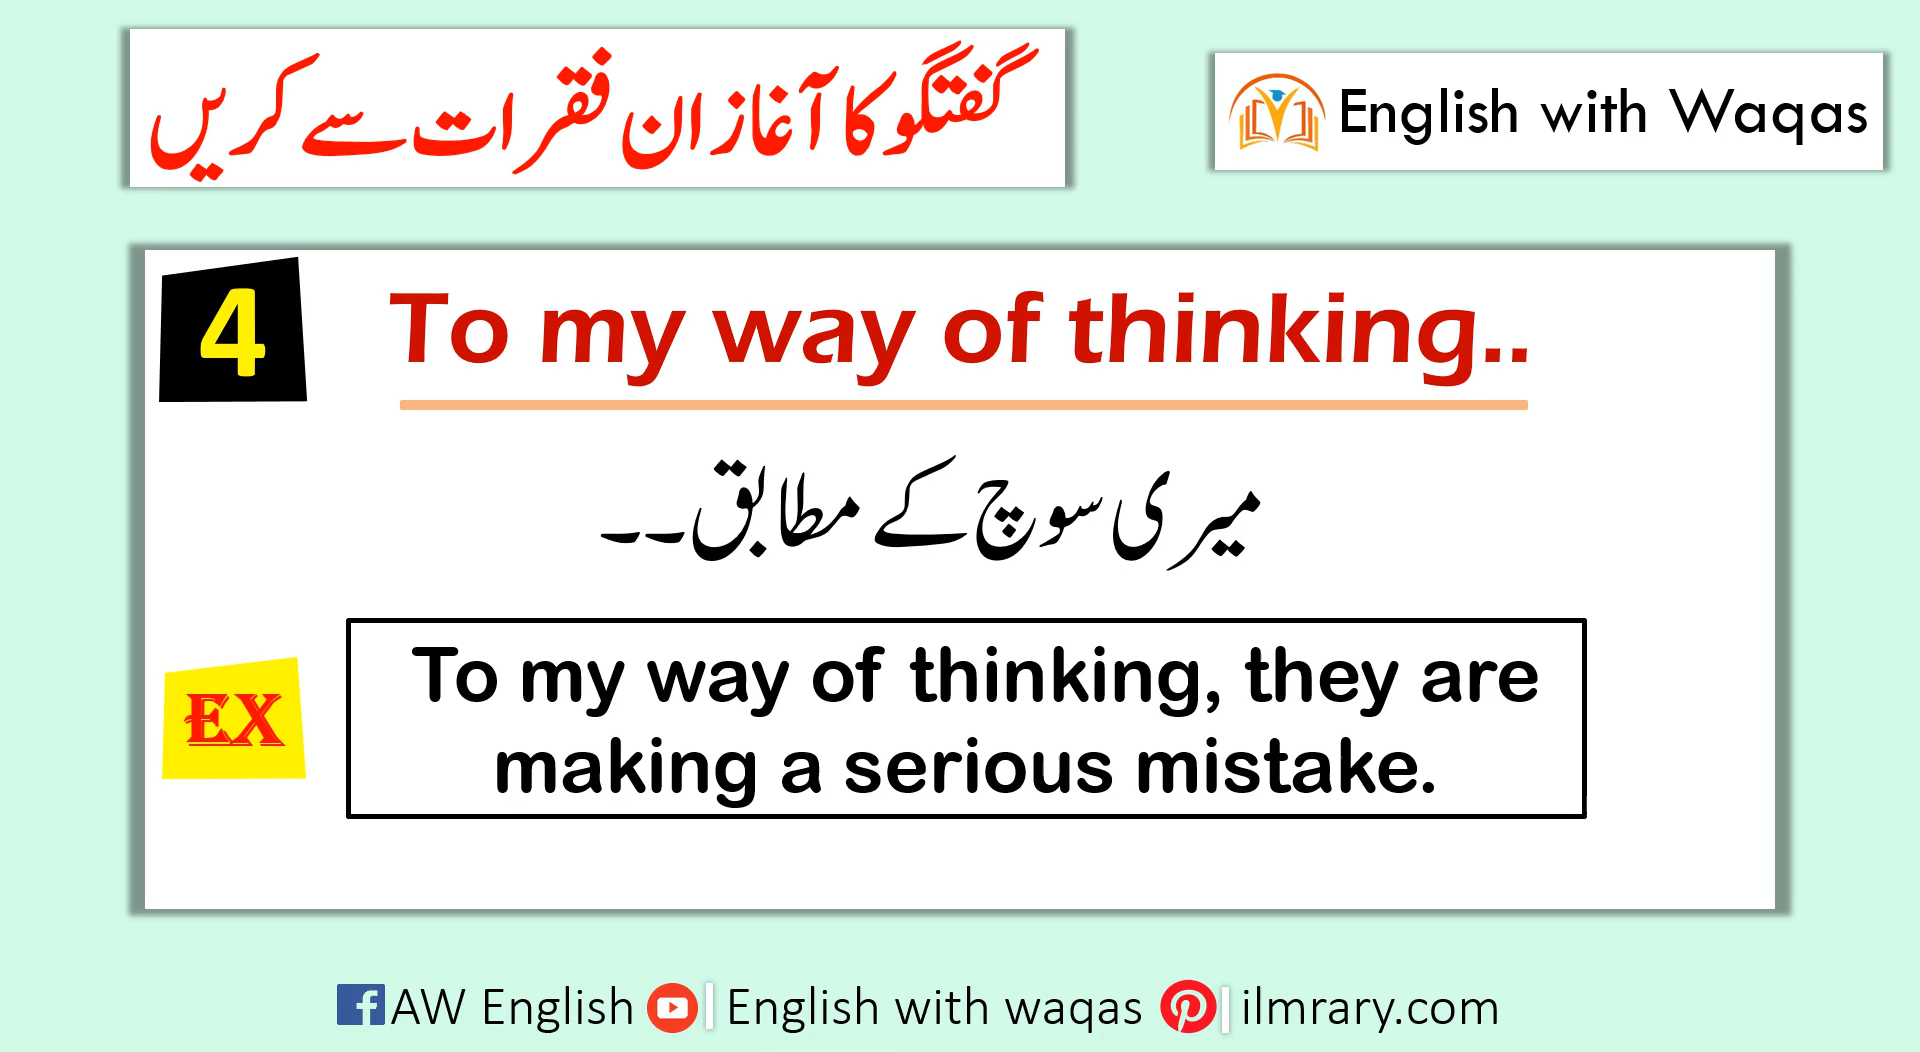 گفتگو کا آغاز ان فقرات سے کریں
English with Waqas
4
To my way of thinking..
میری سوچ کے مطابق۔۔
EX
To my way of thinking, they are
making a serious mistake.
AW English | English with waqas | ilmrary.com